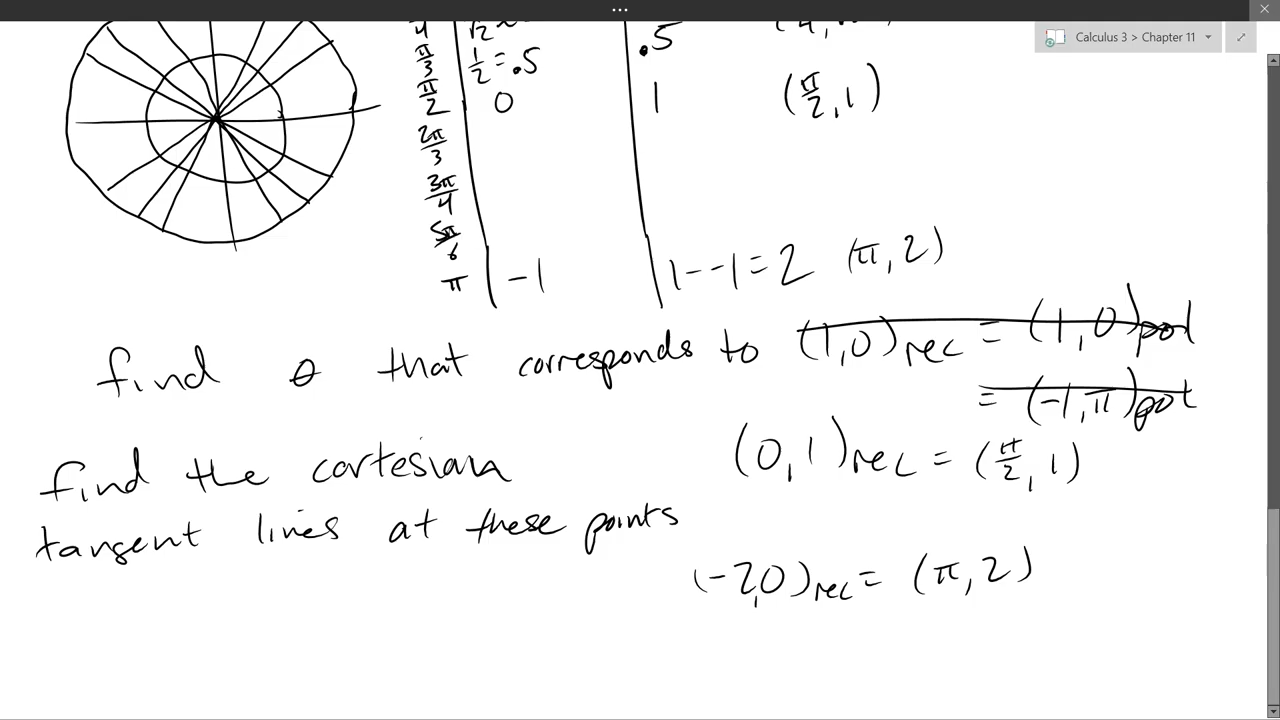 Calculus 3 > Chapter 11
π/3 1/2 = .5 .5
π/2 0 1 (π/2, 1)
2π/3
3π/4
5π/6
π -1 1--1 = 2 (π, 2)
find θ that corresponds to (1,0)rec = (1,0)pol
= (-1,π)pol
(0,1)rec = (π/2, 1)
find the cartesian
tangent lines at these points
(-2,0)rec = (π, 2)